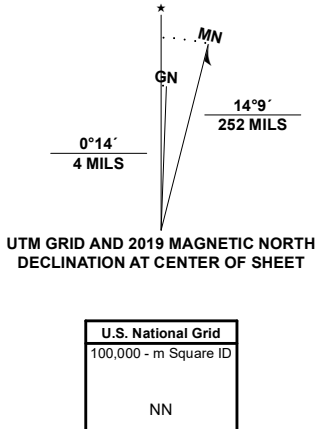 ★
MN
GN
0°14´
4 MILS
14°9´
252 MILS
UTM GRID AND 2019 MAGNETIC NORTH
DECLINATION AT CENTER OF SHEET
U.S. National Grid
100,000 - m Square ID
NN